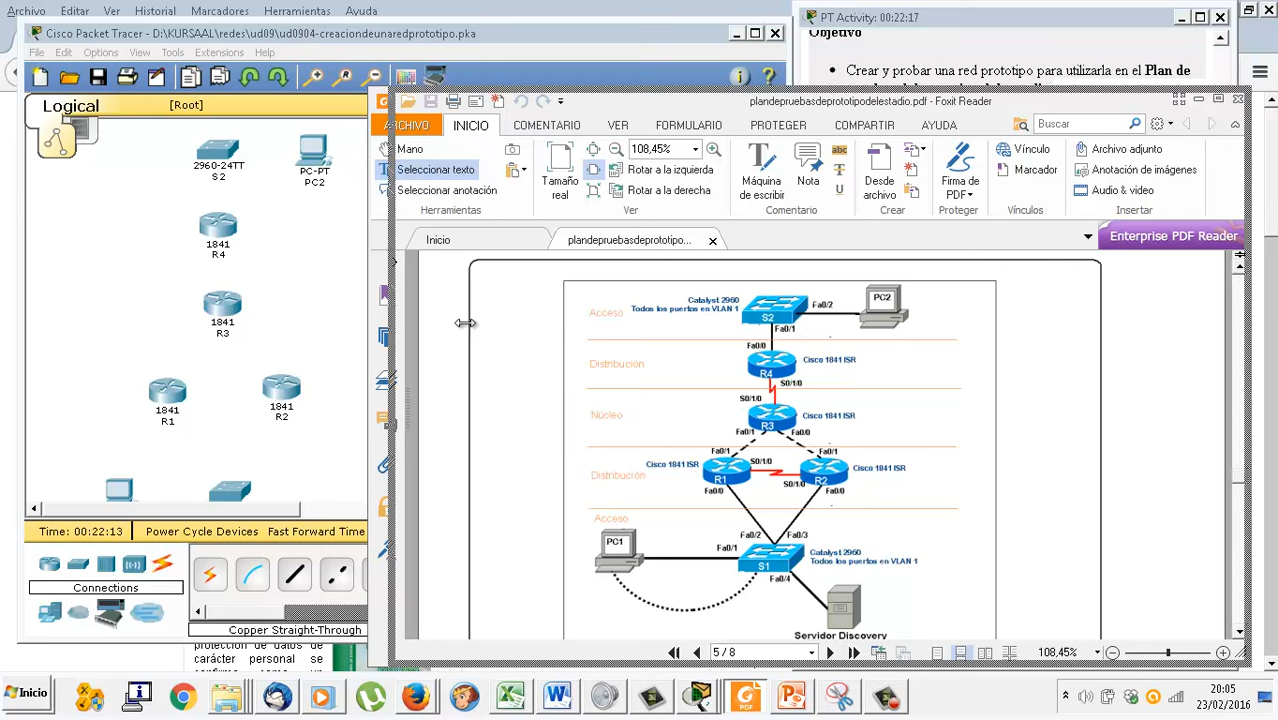 Archivo Editar Ver Historial Marcadores Herramientas Ayuda
Cisco Packet Tracer - D:\KURSAAL\redes\ud09\ud0904-creaciondeunaredprototipo.pka
File Edit Options View Tools Extensions Help
Logical [Root]
2960-24TT
S2
PC-PT
PC2
1841
R4
1841
R3
1841
R1
1841
R2
Time: 00:22:13 Power Cycle Devices Fast Forward Time
Connections
Copper Straight-Through
protección de datos de
carácter personal se
PT Activity: 00:22:17
Objetivo
• Crear y probar una red prototipo para utilizarla en el Plan de
plandepruebasdeprototipodelestadio.pdf - Foxit Reader
ARCHIVO INICIO COMENTARIO VER FORMULARIO PROTEGER COMPARTIR AYUDA Buscar
Mano
Seleccionar texto
Seleccionar anotación
Herramientas
Tamaño real
108,45%
Rotar a la izquierda
Rotar a la derecha
Ver
Máquina de escribir
Nota
Comentario
Desde archivo
Crear
Firma de PDF
Proteger
Vínculo
Marcador
Vínculos
Archivo adjunto
Anotación de imágenes
Audio & video
Insertar
Inicio plandepruebasdeprototipo... Enterprise PDF Reader
Catalyst 2960
Todos los puertos en VLAN 1
Acceso
S2
Fa0/2
PC2
Fa0/1
Fa0/0
Distribución
R4
Cisco 1841 ISR
S0/1/0
S0/1/0
Núcleo
R3
Cisco 1841 ISR
Fa0/1 Fa0/0
Fa0/1 Fa0/1
Cisco 1841 ISR S0/1/0 Cisco 1841 ISR
Distribución R1 S0/1/0 R2
Fa0/0 Fa0/0
Acceso
Fa0/2 Fa0/3
PC1
Fa0/1
Catalyst 2960
Todos los puertos en VLAN 1
S1
Fa0/4
Servidor Discovery
5 / 8 108,45%
Inicio
20:05
23/02/2016